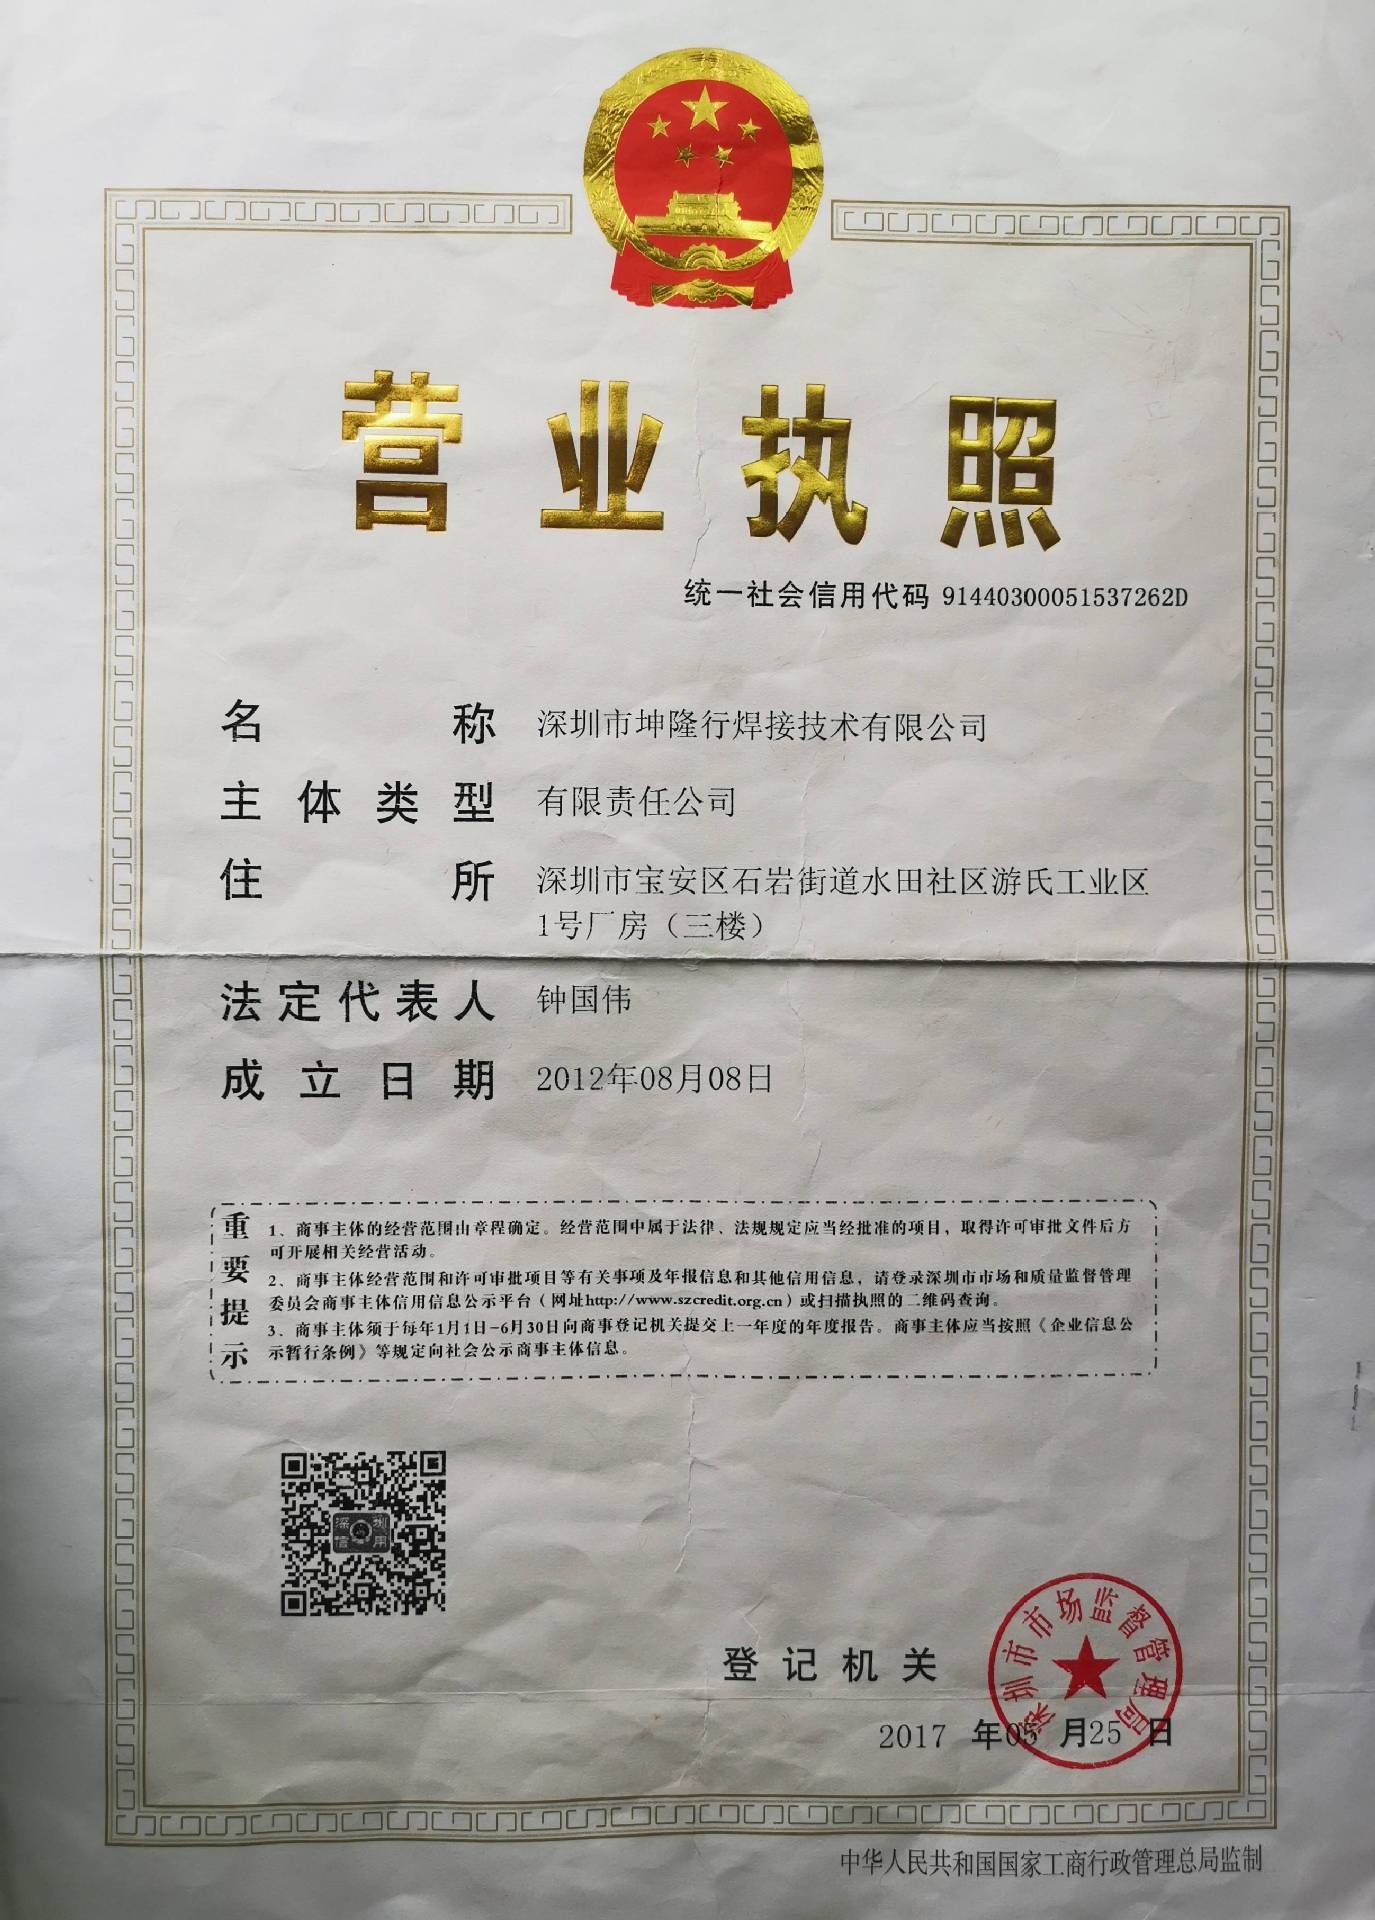 营业执照
统一社会信用代码 91440300051537262D
名称 深圳市坤隆行焊接技术有限公司
主体类型 有限责任公司
住所 深圳市宝安区石岩街道水田社区游氏工业区
1号厂房（三楼）
法定代表人 钟国伟
成立日期 2012年08月08日
重要提示
1、商事主体的经营范围由章程确定。经营范围中属于法律、法规规定应当经批准的项目，取得许可审批文件后方
可开展相关经营活动。
2、商事主体经营范围和许可审批项目等有关事项及年报信息和其他信用信息，请登录深圳市市场和质量监督管理
委员会商事主体信用信息公示平台（网址http://www.szcredit.org.cn）或扫描执照的二维码查询。
3、商事主体须于每年1月1日-6月30日向商事登记机关提交上一年度的年度报告。商事主体应当按照《企业信息公
示暂行条例》等规定向社会公示商事主体信息。
深圳
信用
登记机关
深圳市市场监督管理局
2017 年05 月25 日
中华人民共和国国家工商行政管理总局监制